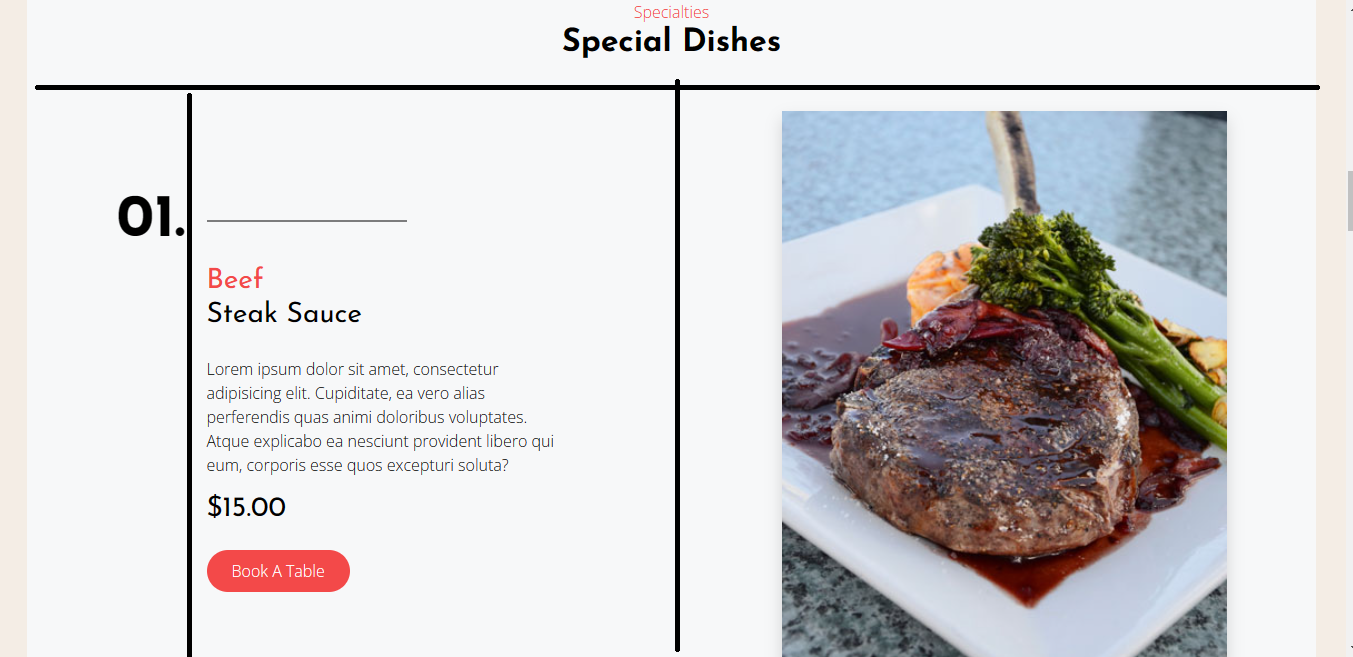 Specialties
Special Dishes
01.
Beef
Steak Sauce
Lorem ipsum dolor sit amet, consectetur
adipisicing elit. Cupiditate, ea vero alias
perferendis quas animi doloribus voluptates.
Atque explicabo ea nesciunt provident libero qui
eum, corporis esse quos excepturi soluta?
$15.00
Book A Table